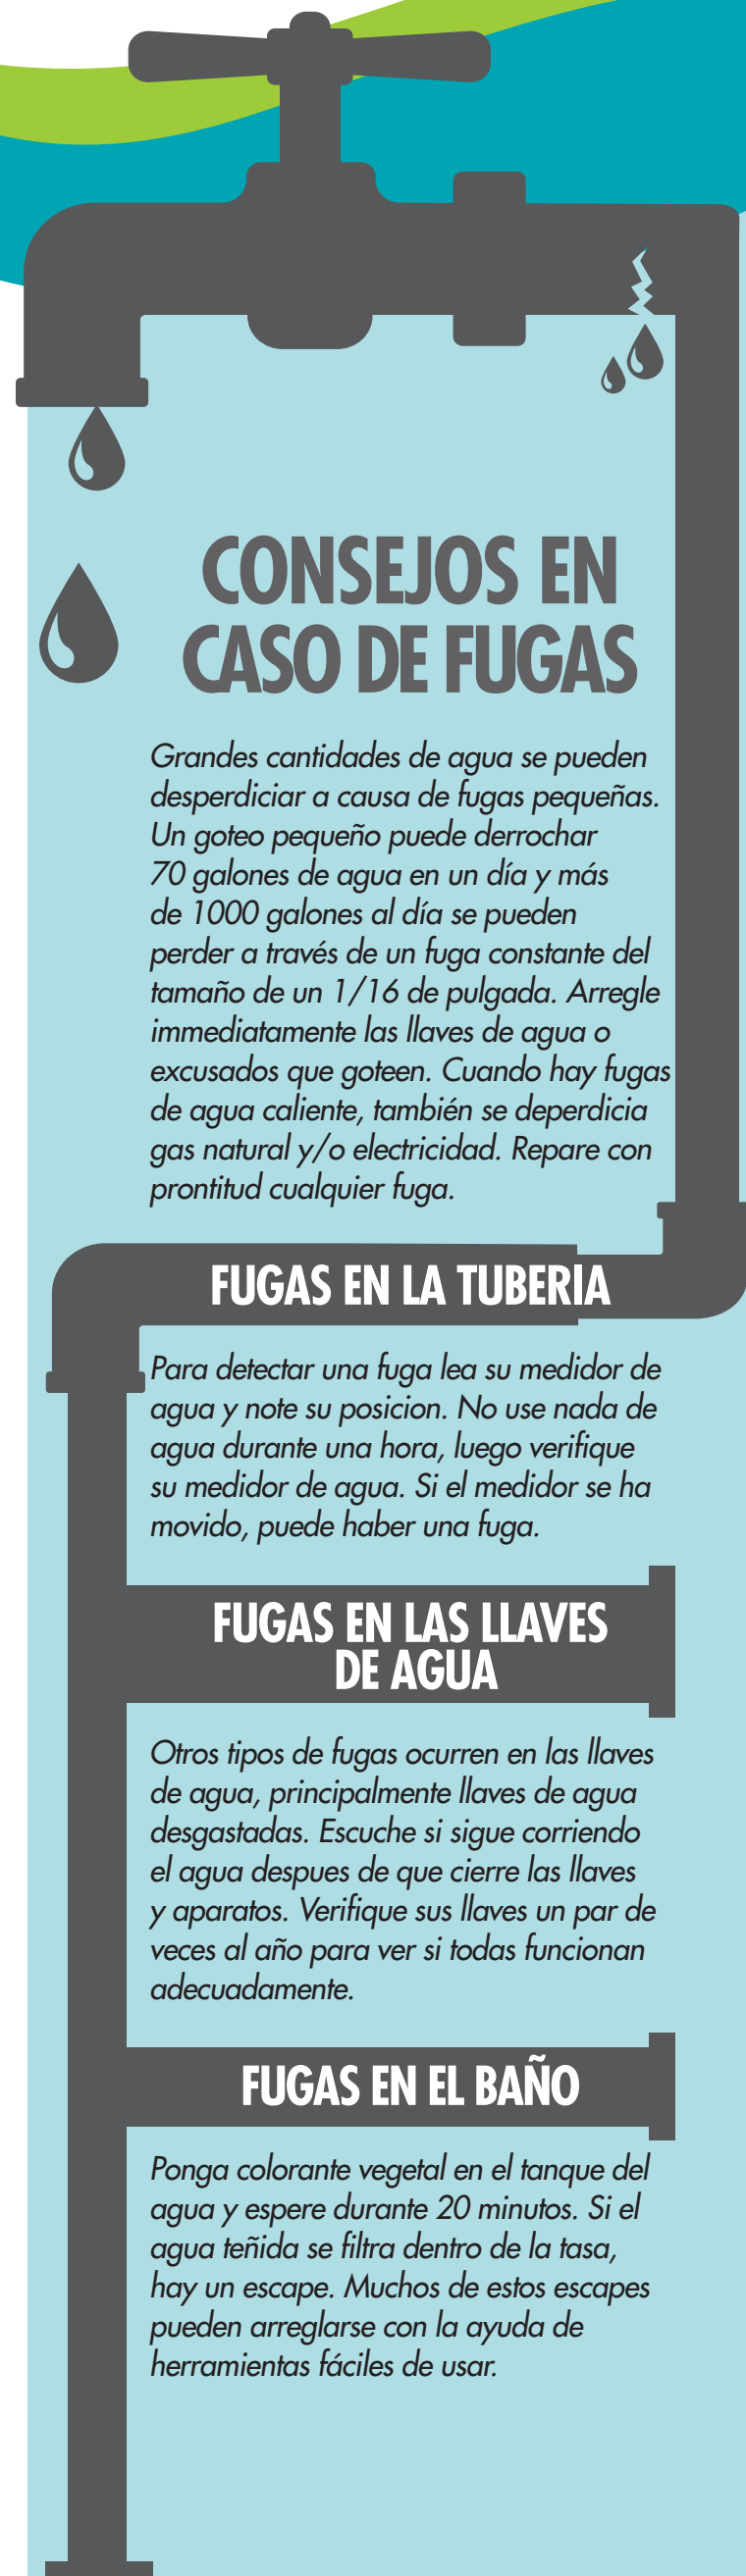 CONSEJOS EN
CASO DE FUGAS
Grandes cantidades de agua se pueden
desperdiciar a causa de fugas pequeñas.
Un goteo pequeño puede derrochar
70 galones de agua en un día y más
de 1000 galones al día se pueden
perder a través de un fuga constante del
tamaño de un 1/16 de pulgada. Arregle
immediatamente las llaves de agua o
excusados que goteen. Cuando hay fugas
de agua caliente, también se deperdicia
gas natural y/o electricidad. Repare con
prontitud cualquier fuga.
FUGAS EN LA TUBERIA
Para detectar una fuga lea su medidor de
agua y note su posicion. No use nada de
agua durante una hora, luego verifique
su medidor de agua. Si el medidor se ha
movido, puede haber una fuga.
FUGAS EN LAS LLAVES
DE AGUA
Otros tipos de fugas ocurren en las llaves
de agua, principalmente llaves de agua
desgastadas. Escuche si sigue corriendo
el agua despues de que cierre las llaves
y aparatos. Verifique sus llaves un par de
veces al año para ver si todas funcionan
adecuadamente.
FUGAS EN EL BAÑO
Ponga colorante vegetal en el tanque del
agua y espere durante 20 minutos. Si el
agua teñida se filtra dentro de la tasa,
hay un escape. Muchos de estos escapes
pueden arreglarse con la ayuda de
herramientas fáciles de usar.